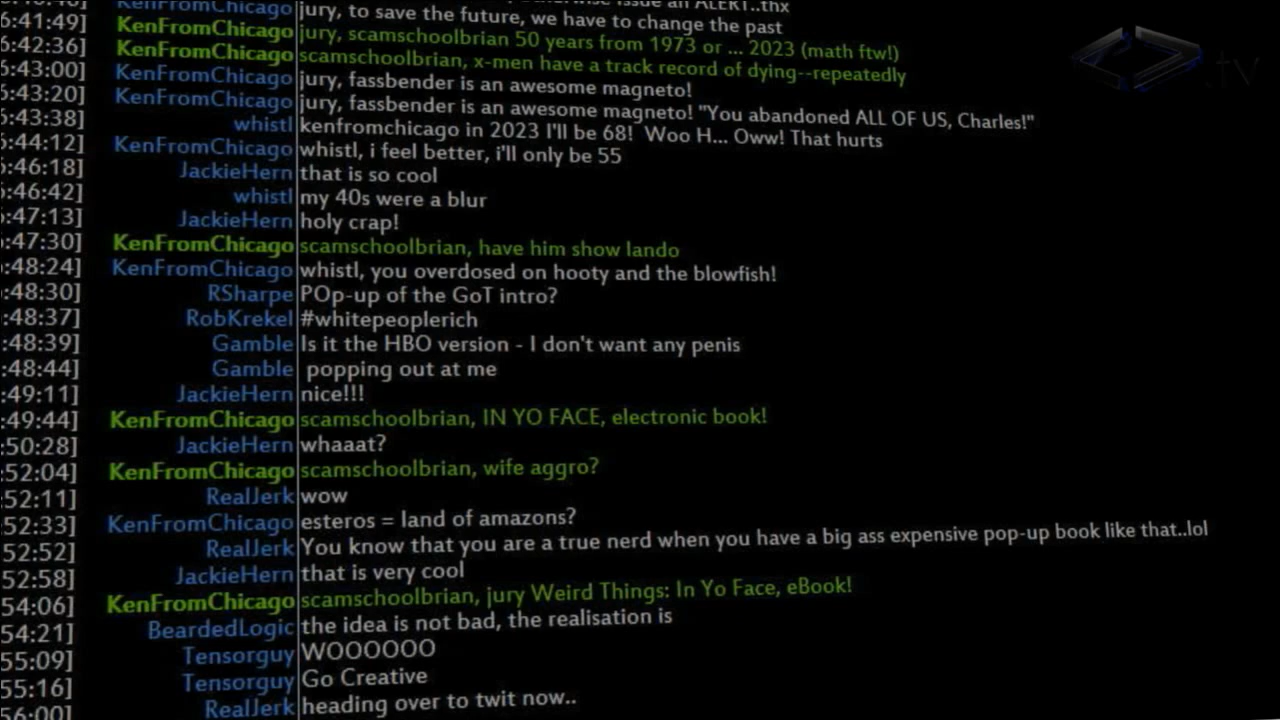 KenFromChicago jury, to save the future, we have to change the past
6:41:49] KenFromChicago jury, scamschoolbrian 50 years from 1973 or ... 2023 (math ftw!)
6:42:36] KenFromChicago scamschoolbrian, x-men have a track record of dying--repeatedly
6:43:00] KenFromChicago jury, fassbender is an awesome magneto!
6:43:20] KenFromChicago jury, fassbender is an awesome magneto! "You abandoned ALL OF US, Charles!"
6:43:38] whistl kenfromchicago in 2023 I'll be 68! Woo H... Oww! That hurts
6:44:12] KenFromChicago whistl, i feel better, i'll only be 55
6:46:18] JackieHern that is so cool
6:46:42] whistl my 40s were a blur
6:47:13] JackieHern holy crap!
:47:30] KenFromChicago scamschoolbrian, have him show lando
:48:24] KenFromChicago whistl, you overdosed on hooty and the blowfish!
:48:30] RSharpe POp-up of the GoT intro?
:48:37] RobKrekel #whitepeoplerich
:48:39] Gamble Is it the HBO version - I don't want any penis
:48:44] Gamble popping out at me
:49:11] JackieHern nice!!!
:49:44] KenFromChicago scamschoolbrian, IN YO FACE, electronic book!
:50:28] JackieHern whaaat?
:52:04] KenFromChicago scamschoolbrian, wife aggro?
:52:11] RealJerk wow
:52:33] KenFromChicago esteros = land of amazons?
:52:52] RealJerk You know that you are a true nerd when you have a big ass expensive pop-up book like that..lol
52:58] JackieHern that is very cool
54:06] KenFromChicago scamschoolbrian, jury Weird Things: In Yo Face, eBook!
54:21] BeardedLogic the idea is not bad, the realisation is
55:09] Tensorguy WOOOOOO
55:16] Tensorguy Go Creative
56:00] RealJerk heading over to twit now..
.tv